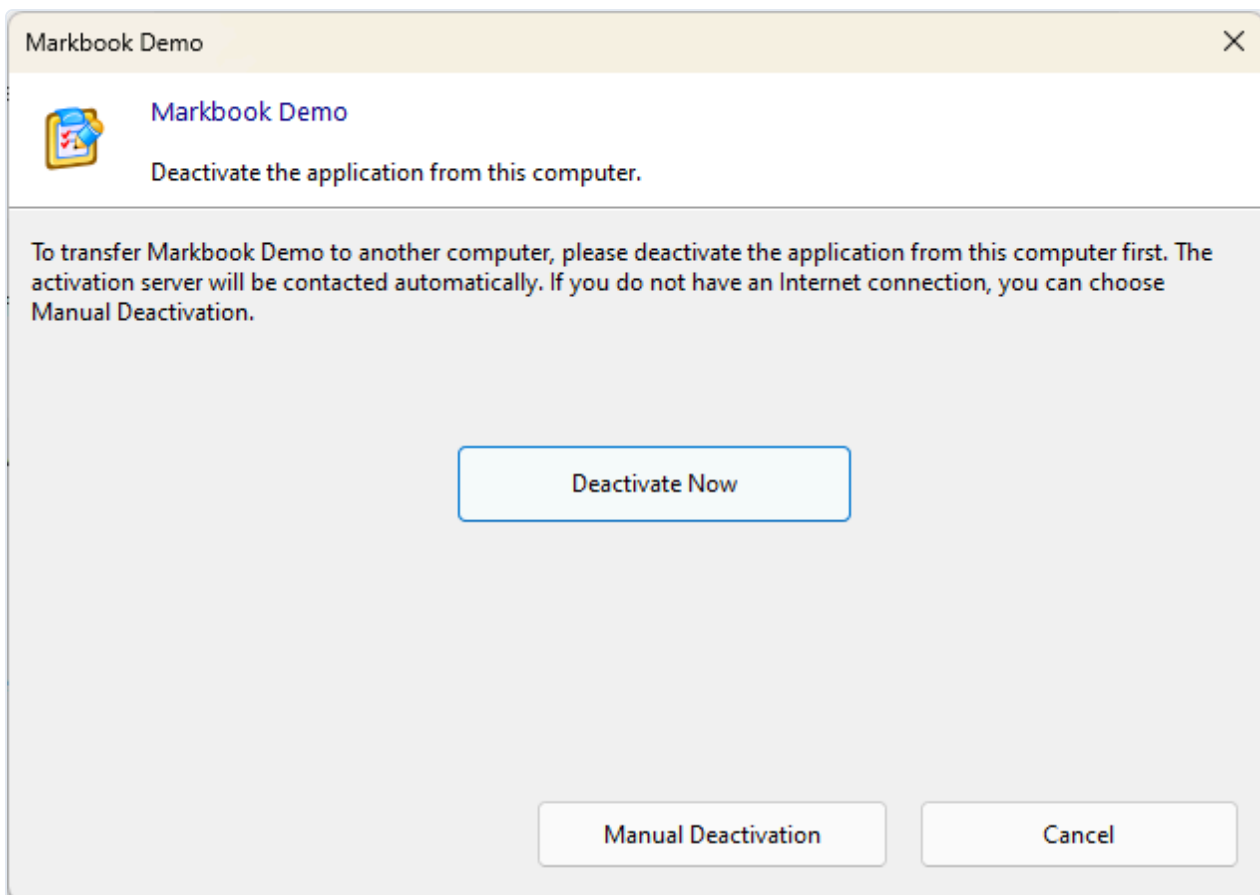 Markbook Demo
Markbook Demo
Deactivate the application from this computer.
To transfer Markbook Demo to another computer, please deactivate the application from this computer first. The
activation server will be contacted automatically. If you do not have an Internet connection, you can choose
Manual Deactivation.
Deactivate Now
Manual Deactivation
Cancel